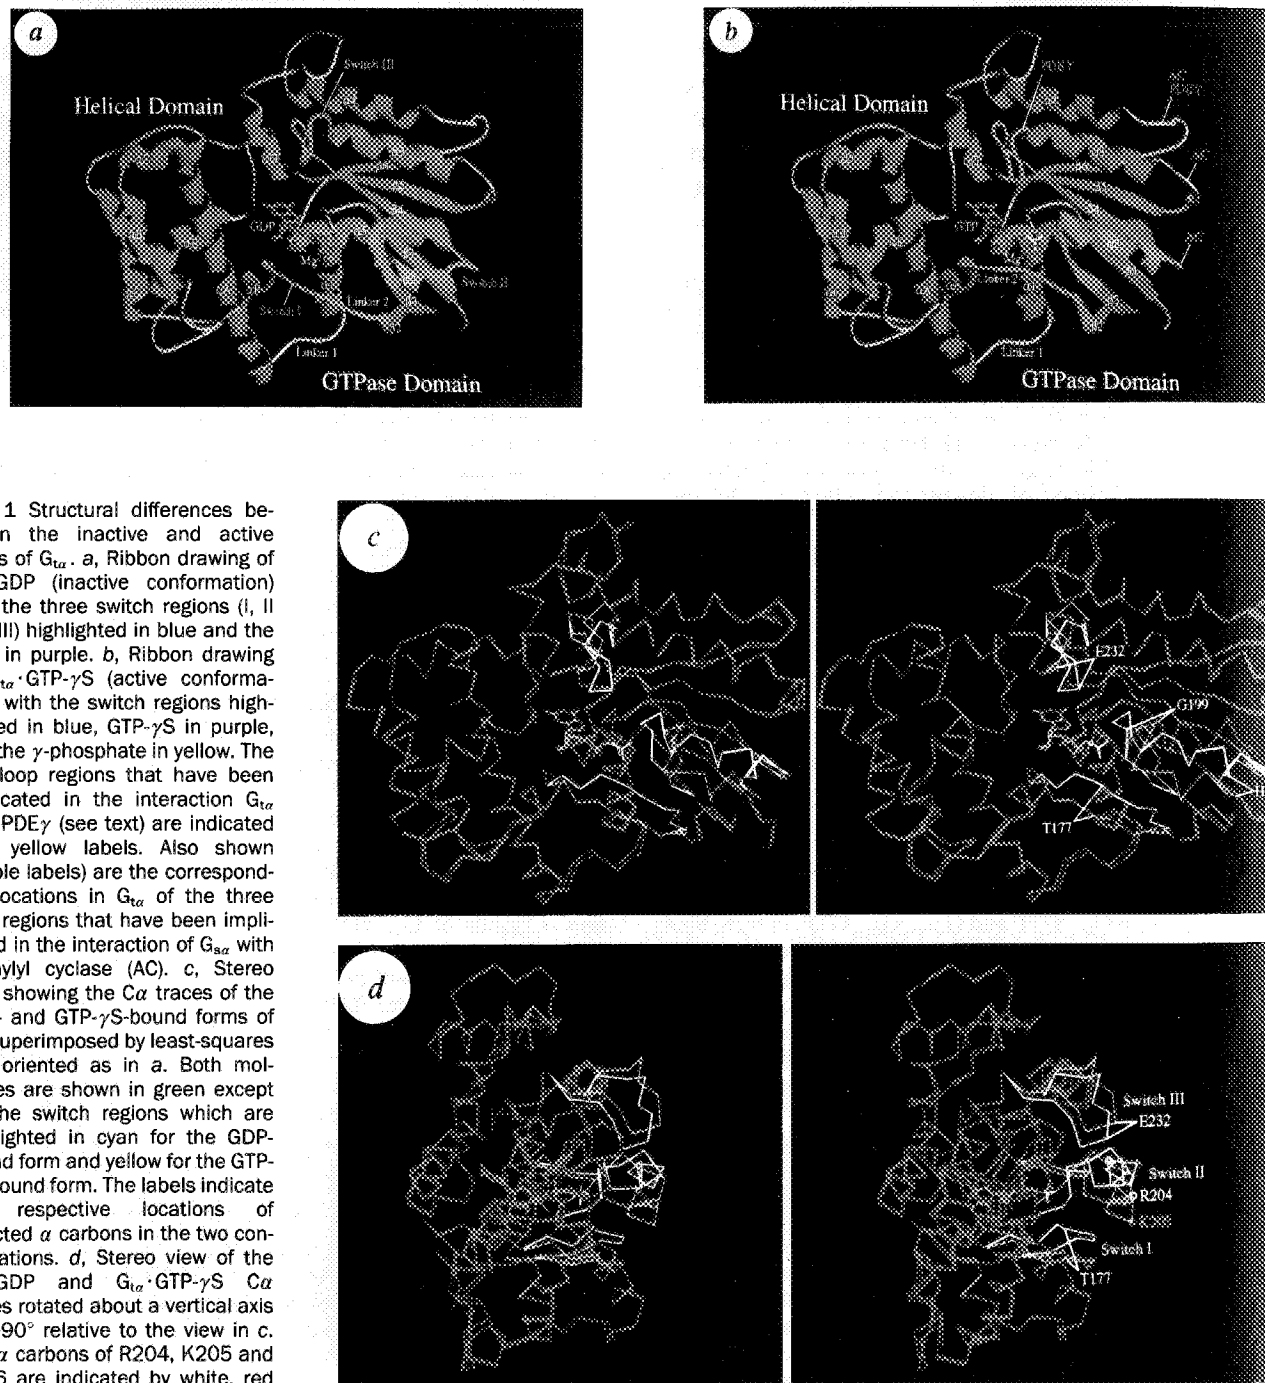 a
Helical Domain
Switch III
GDP
Mg
Switch I
Linker 2
Switch II
Linker 1
GTPase Domain
b
Helical Domain
AC
GTP
Linker 2
Linker 1
GTPase Domain
1 Structural differences be-
n the inactive and active
s of Gtα. a, Ribbon drawing of
GDP (inactive conformation)
the three switch regions (I, II
III) highlighted in blue and the
in purple. b, Ribbon drawing
tα·GTP-γS (active conforma-
with the switch regions high-
ed in blue, GTP-γS in purple,
the γ-phosphate in yellow. The
loop regions that have been
cated in the interaction Gtα
PDEγ (see text) are indicated
yellow labels. Also shown
ple labels) are the correspond-
ocations in Gtα of the three
regions that have been impli-
d in the interaction of Gsα with
nylyl cyclase (AC). c, Stereo
showing the Cα traces of the
- and GTP-γS-bound forms of
superimposed by least-squares
oriented as in a. Both mol-
es are shown in green except
he switch regions which are
lighted in cyan for the GDP-
nd form and yellow for the GTP-
ound form. The labels indicate
respective locations of
cted α carbons in the two con-
ations. d, Stereo view of the
GDP and Gtα·GTP-γS Cα
es rotated about a vertical axis
90° relative to the view in c.
α carbons of R204, K205 and
S are indicated by white, red
c
E232
G199
T177
d
Switch III
E232
Switch II
R204
Switch I
T177